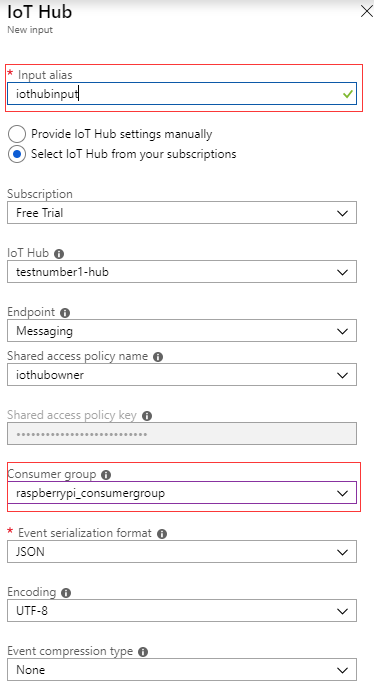 IoT Hub
New input
* Input alias
iothubinput
Provide IoT Hub settings manually
Select IoT Hub from your subscriptions
Subscription
Free Trial
IoT Hub
testnumber1-hub
Endpoint
Messaging
Shared access policy name
iothubowner
Shared access policy key
••••••••••••••••••••••••••••
Consumer group
raspberrypi_consumergroup
* Event serialization format
JSON
Encoding
UTF-8
Event compression type
None